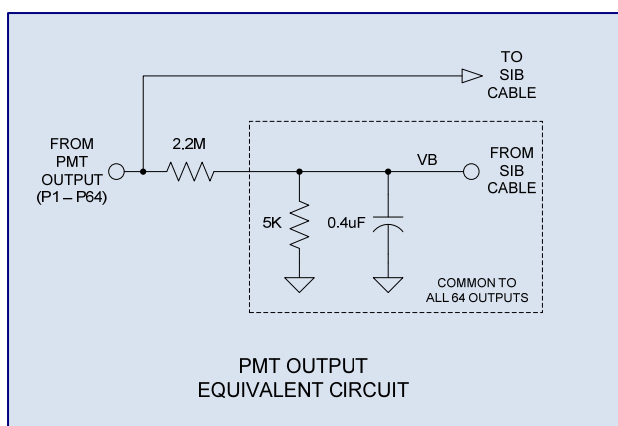 TO
SIB
CABLE
FROM
PMT
OUTPUT
(P1 – P64)
2.2M
VB
FROM
SIB
CABLE
5K
0.4uF
COMMON TO
ALL 64 OUTPUTS
PMT OUTPUT
EQUIVALENT CIRCUIT